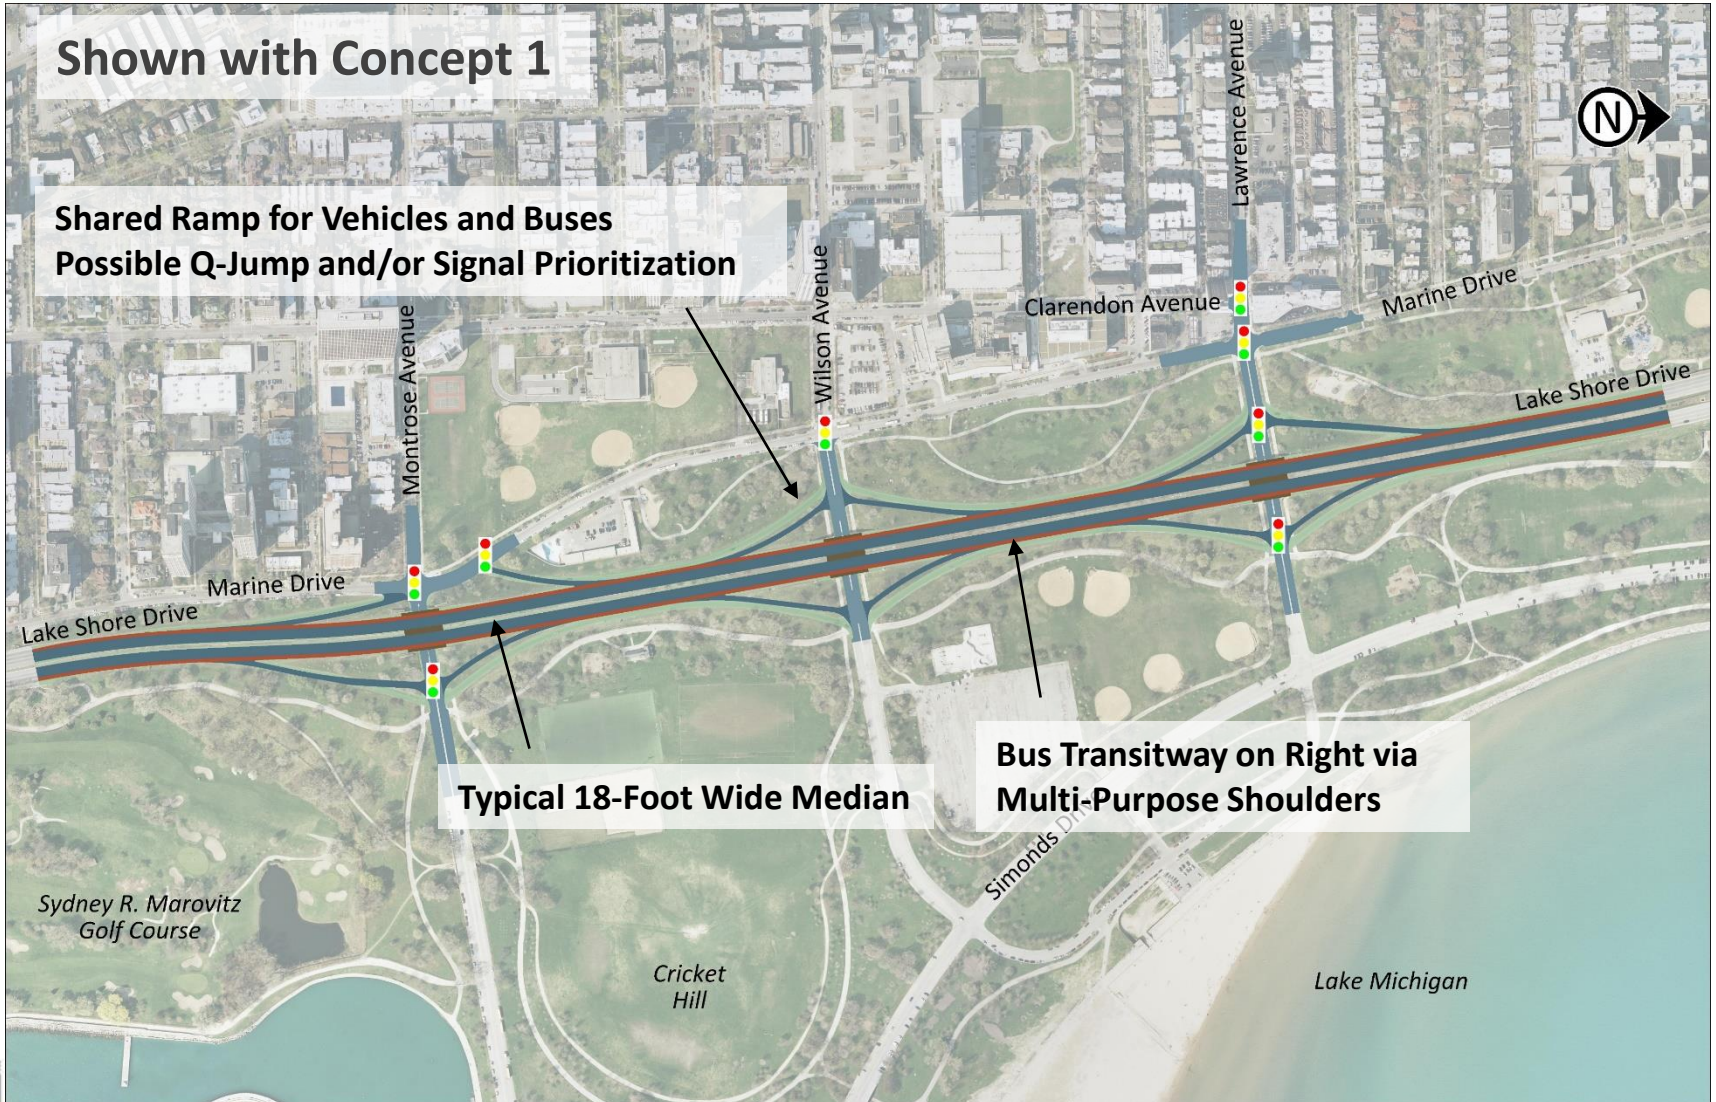 Shown with Concept 1
N
Lawrence Avenue
Shared Ramp for Vehicles and Buses
Possible Q-Jump and/or Signal Prioritization
Wilson Avenue
Clarendon Avenue
Marine Drive
Montrose Avenue
Lake Shore Drive
Marine Drive
Lake Shore Drive
Typical 18-Foot Wide Median
Bus Transitway on Right via
Multi-Purpose Shoulders
Simonds Drive
Sydney R. Marovitz
Golf Course
Cricket
Hill
Lake Michigan